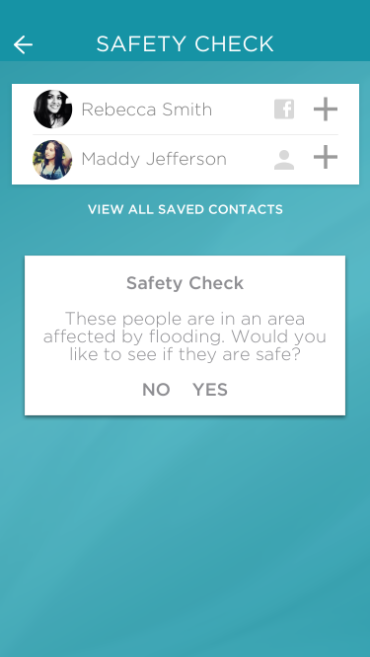 SAFETY CHECK
Rebecca Smith
Maddy Jefferson
VIEW ALL SAVED CONTACTS
Safety Check
These people are in an area
affected by flooding. Would you
like to see if they are safe?
NO YES